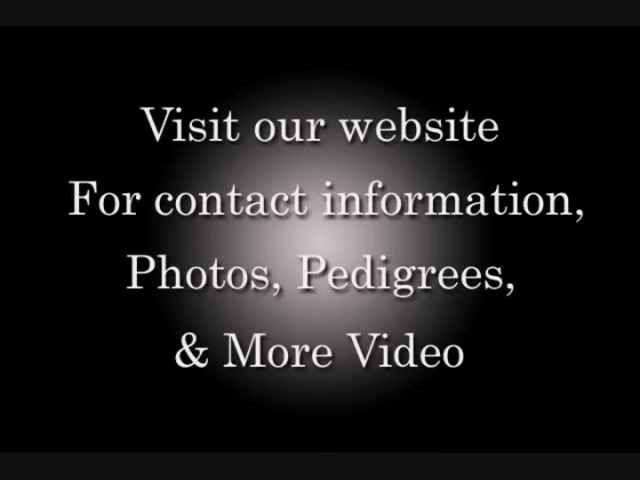 Visit our website
For contact information,
Photos, Pedigrees,
& More Video